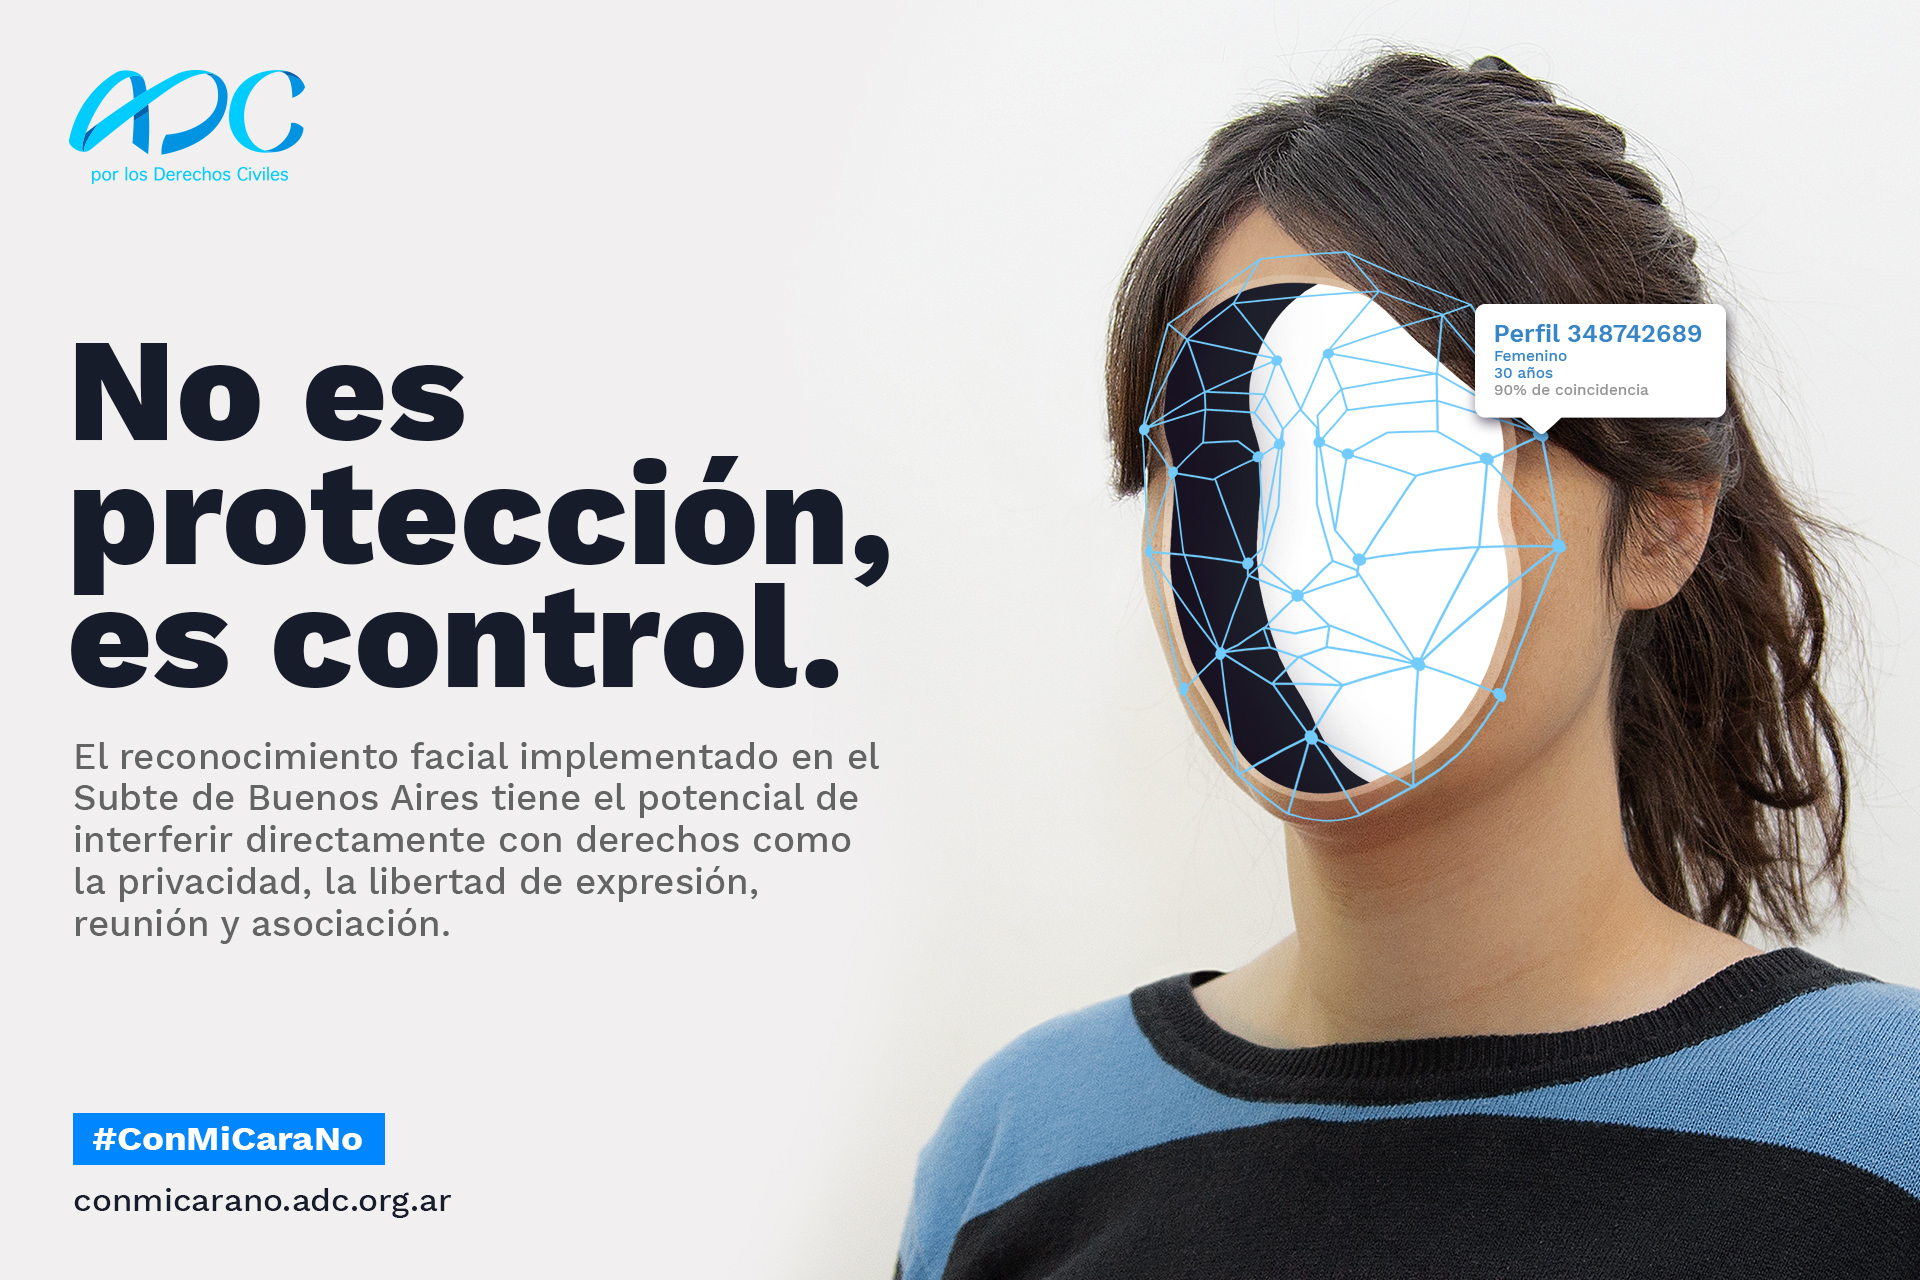 ADC
por los Derechos Civiles
No es
protección,
es control.
El reconocimiento facial implementado en el
Subte de Buenos Aires tiene el potencial de
interferir directamente con derechos como
la privacidad, la libertad de expresión,
reunión y asociación.
#ConMiCaraNo
conmicarano.adc.org.ar
Perfil 348742689
Femenino
30 años
90% de coincidencia